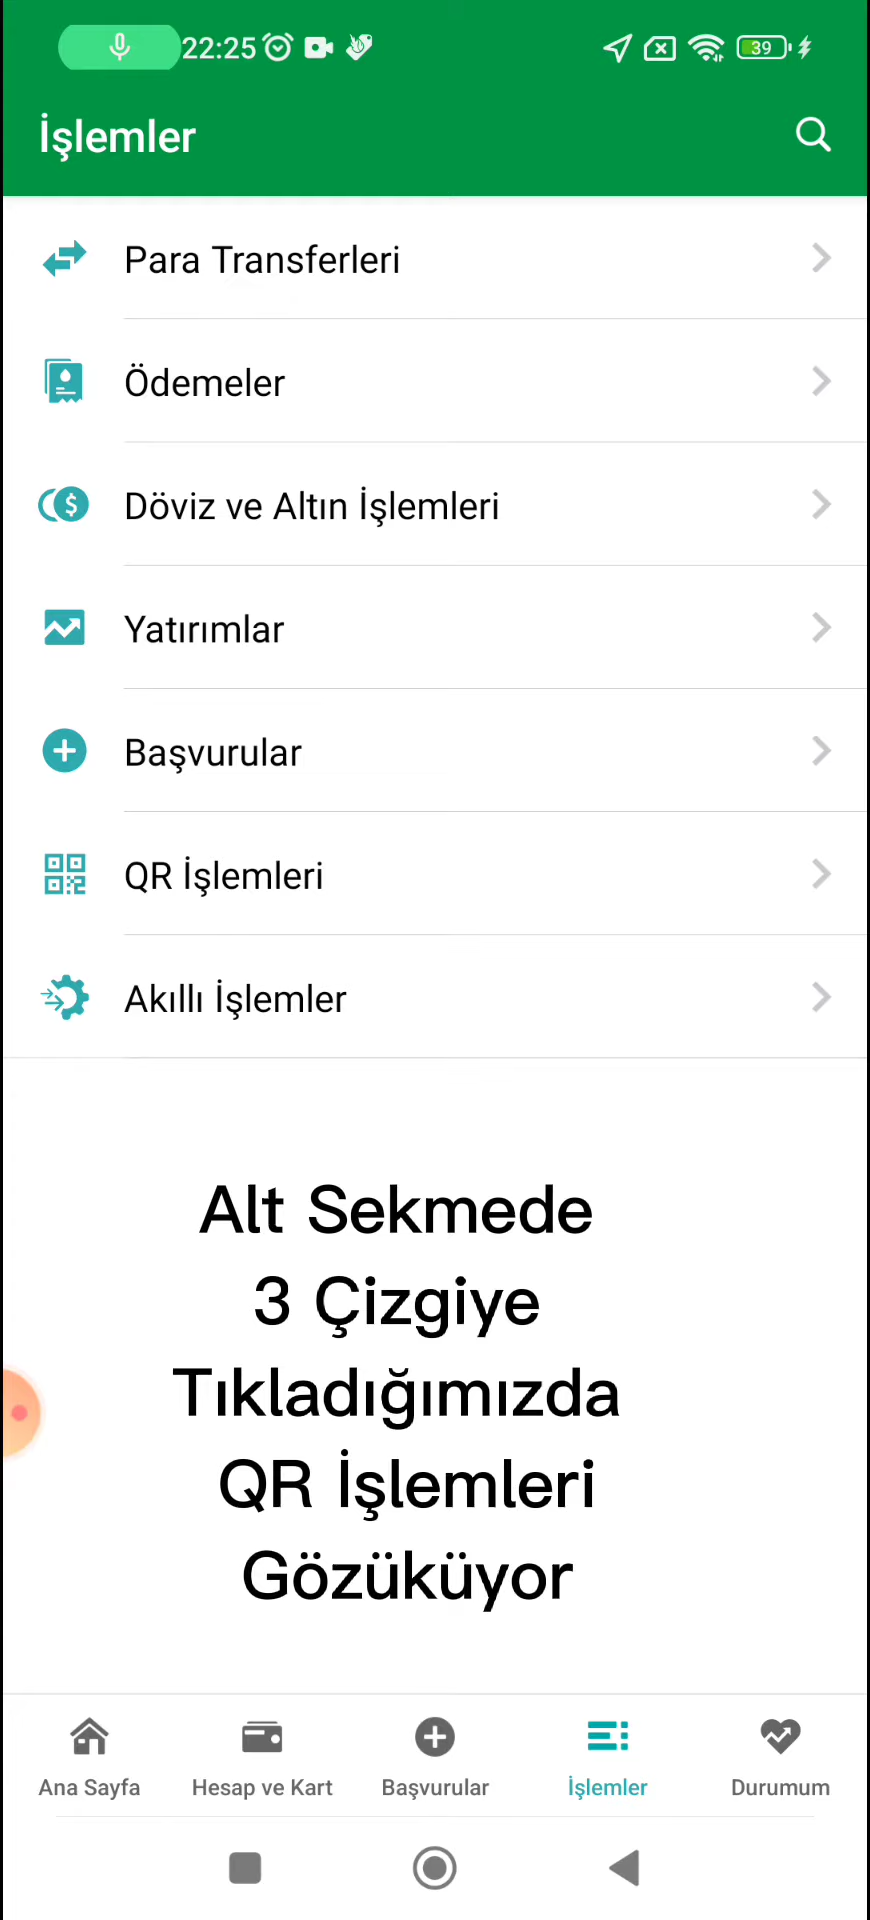 22:25
39
İşlemler
Para Transferleri
Ödemeler
Döviz ve Altın İşlemleri
Yatırımlar
Başvurular
QR İşlemleri
Akıllı İşlemler
Alt Sekmede
3 Çizgiye
Tıkladığımızda
QR İşlemleri
Gözüküyor
Ana Sayfa
Hesap ve Kart
Başvurular
İşlemler
Durumum